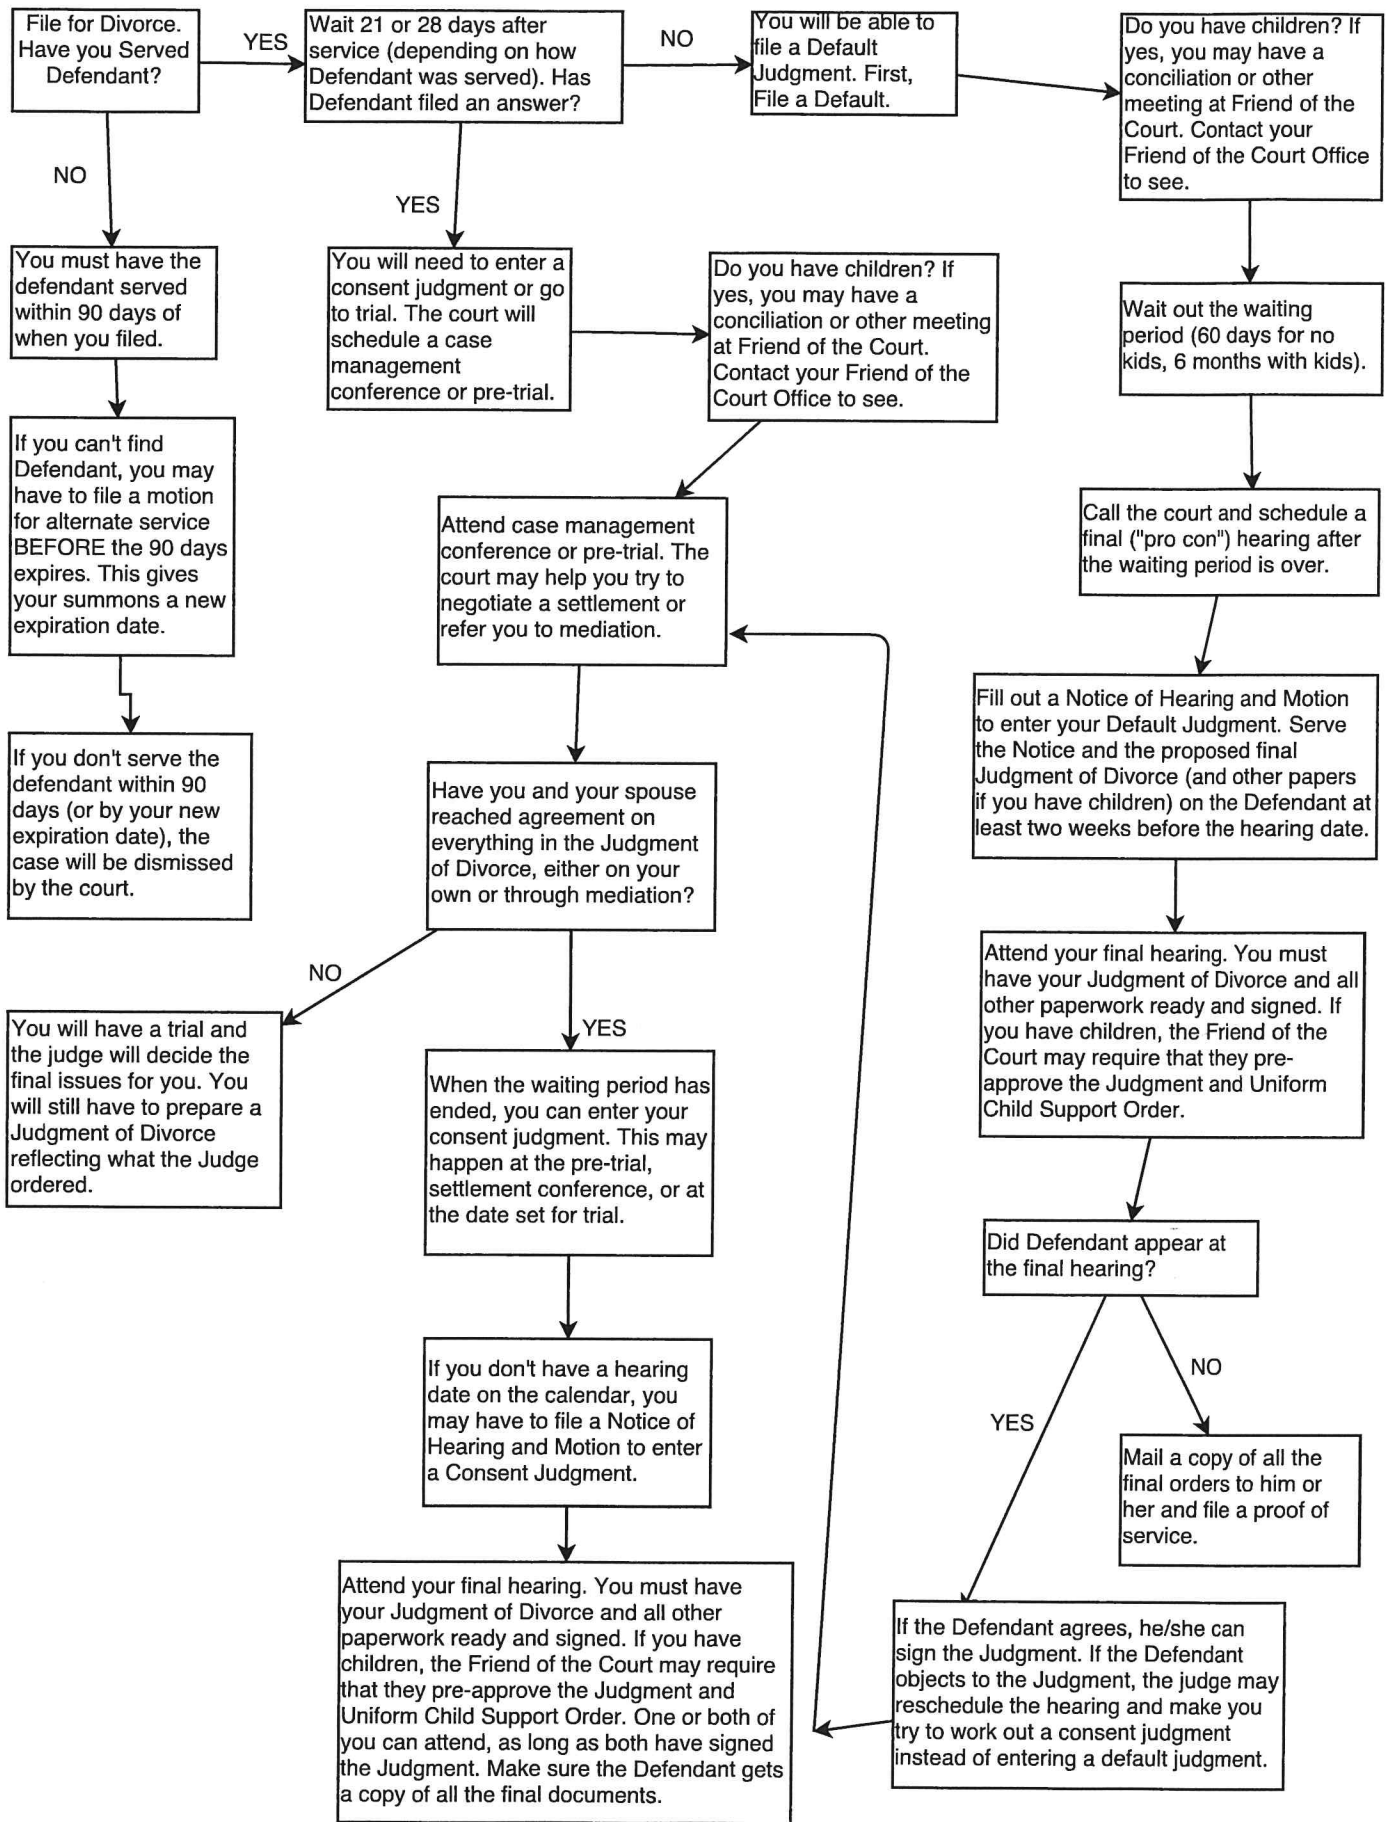 File for Divorce.
Have you Served
Defendant?
YES
Wait 21 or 28 days after
service (depending on how
Defendant was served). Has
Defendant filed an answer?
NO
You will be able to
file a Default
Judgment. First,
File a Default.
Do you have children? If
yes, you may have a
conciliation or other
meeting at Friend of the
Court. Contact your
Friend of the Court Office
to see.
NO
YES
You must have the
defendant served
within 90 days of
when you filed.
You will need to enter a
consent judgment or go
to trial. The court will
schedule a case
management
conference or pre-trial.
Do you have children? If
yes, you may have a
conciliation or other meeting
at Friend of the Court.
Contact your Friend of the
Court Office to see.
Wait out the waiting
period (60 days for no
kids, 6 months with kids).
If you can't find
Defendant, you may
have to file a motion
for alternate service
BEFORE the 90 days
expires. This gives
your summons a new
expiration date.
Attend case management
conference or pre-trial. The
court may help you try to
negotiate a settlement or
refer you to mediation.
Call the court and schedule a
final ("pro con") hearing after
the waiting period is over.
Fill out a Notice of Hearing and Motion
to enter your Default Judgment. Serve
the Notice and the proposed final
Judgment of Divorce (and other papers
if you have children) on the Defendant at
least two weeks before the hearing date.
If you don't serve the
defendant within 90
days (or by your new
expiration date), the
case will be dismissed
by the court.
Have you and your spouse
reached agreement on
everything in the Judgment
of Divorce, either on your
own or through mediation?
Attend your final hearing. You must
have your Judgment of Divorce and all
other paperwork ready and signed. If
you have children, the Friend of the
Court may require that they pre-
approve the Judgment and Uniform
Child Support Order.
NO
YES
You will have a trial and
the judge will decide the
final issues for you. You
will still have to prepare a
Judgment of Divorce
reflecting what the Judge
ordered.
When the waiting period has
ended, you can enter your
consent judgment. This may
happen at the pre-trial,
settlement conference, or at
the date set for trial.
Did Defendant appear at
the final hearing?
If you don't have a hearing
date on the calendar, you
may have to file a Notice of
Hearing and Motion to enter
a Consent Judgment.
YES
NO
Mail a copy of all the
final orders to him or
her and file a proof of
service.
Attend your final hearing. You must have
your Judgment of Divorce and all other
paperwork ready and signed. If you have
children, the Friend of the Court may require
that they pre-approve the Judgment and
Uniform Child Support Order. One or both of
you can attend, as long as both have signed
the Judgment. Make sure the Defendant gets
a copy of all the final documents.
If the Defendant agrees, he/she can
sign the Judgment. If the Defendant
objects to the Judgment, the judge may
reschedule the hearing and make you
try to work out a consent judgment
instead of entering a default judgment.